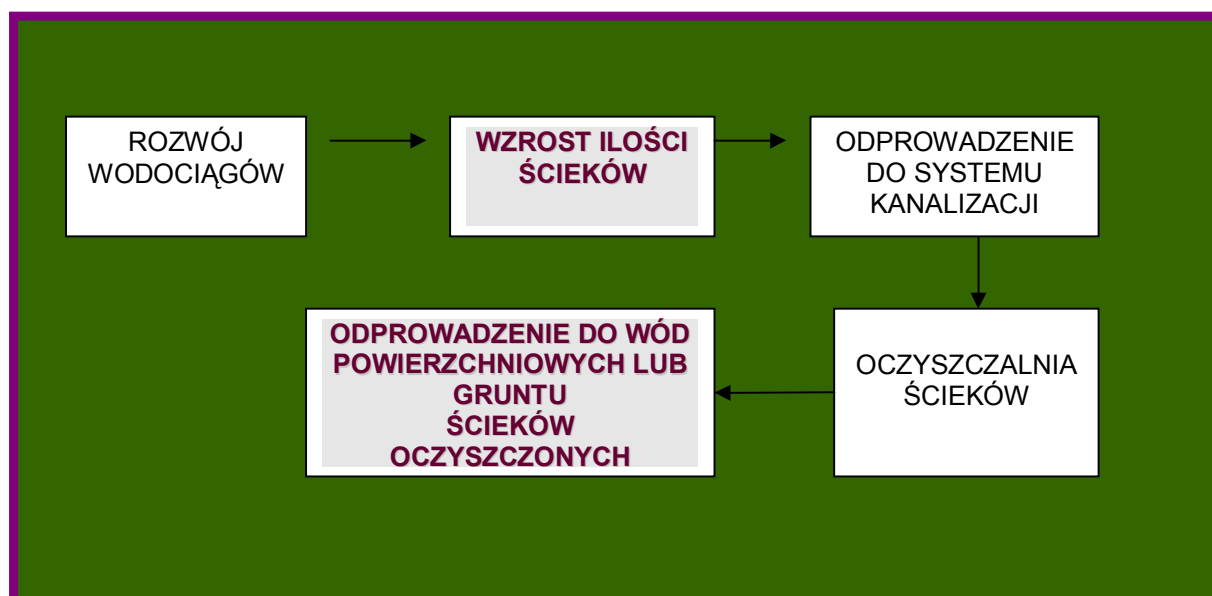 ROZWÓJ
WODOCIĄGÓW
WZROST ILOŚCI
ŚCIEKÓW
ODPROWADZENIE
DO SYSTEMU
KANALIZACJI
ODPROWADZENIE DO WÓD
POWIERZCHNIOWYCH LUB
GRUNTU
ŚCIEKÓW
OCZYSZCZONYCH
OCZYSZCZALNIA
ŚCIEKÓW